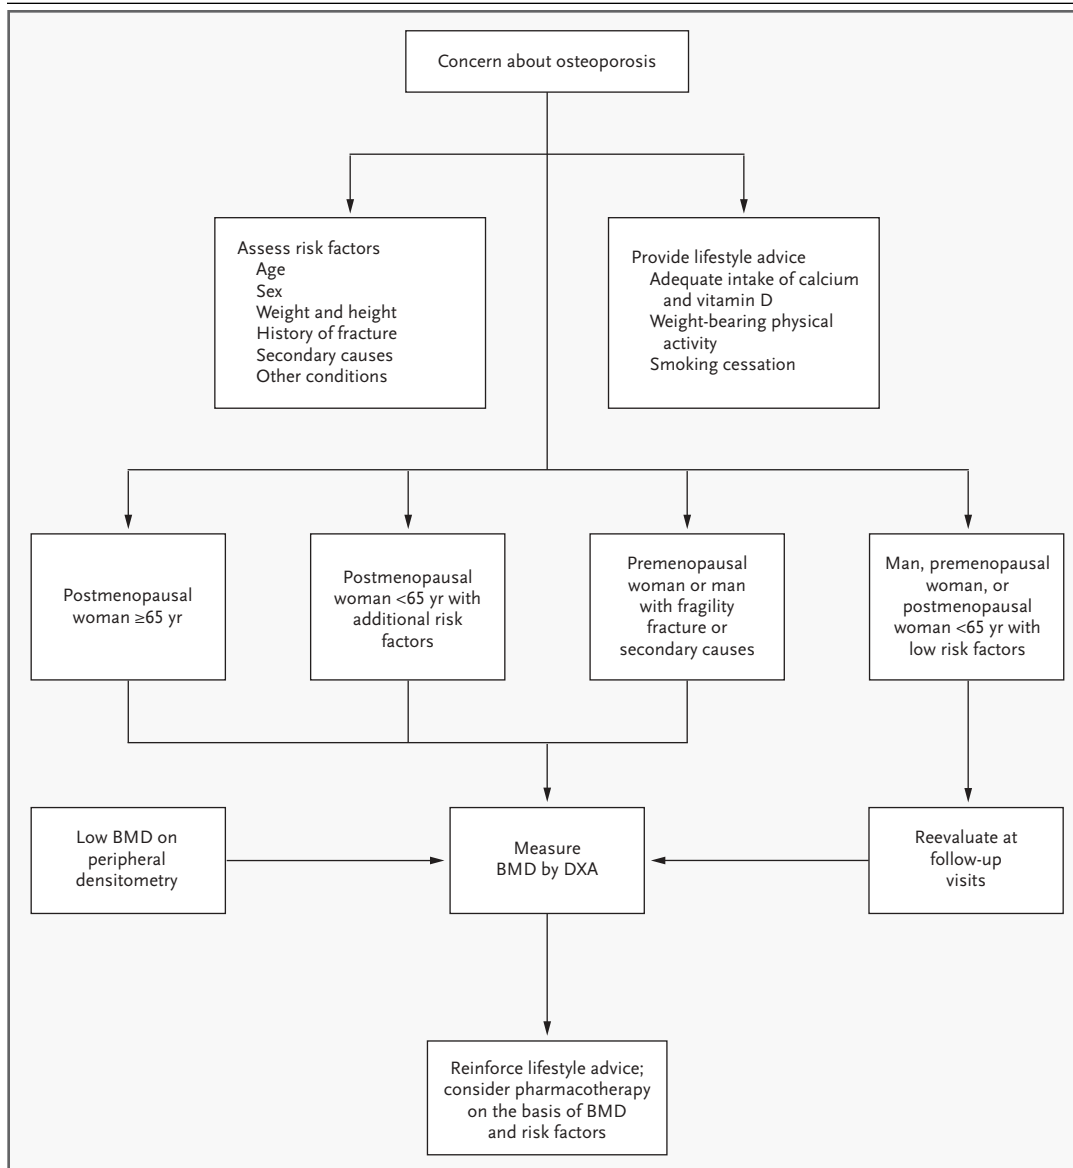 Concern about osteoporosis
Assess risk factors
Age
Sex
Weight and height
History of fracture
Secondary causes
Other conditions
Provide lifestyle advice
Adequate intake of calcium
and vitamin D
Weight-bearing physical
activity
Smoking cessation
Postmenopausal
woman ≥65 yr
Postmenopausal
woman <65 yr with
additional risk
factors
Premenopausal
woman or man
with fragility
fracture or
secondary causes
Man, premenopausal
woman, or
postmenopausal
woman <65 yr with
low risk factors
Low BMD on
peripheral
densitometry
Measure
BMD by DXA
Reevaluate at
follow-up
visits
Reinforce lifestyle advice;
consider pharmacotherapy
on the basis of BMD
and risk factors